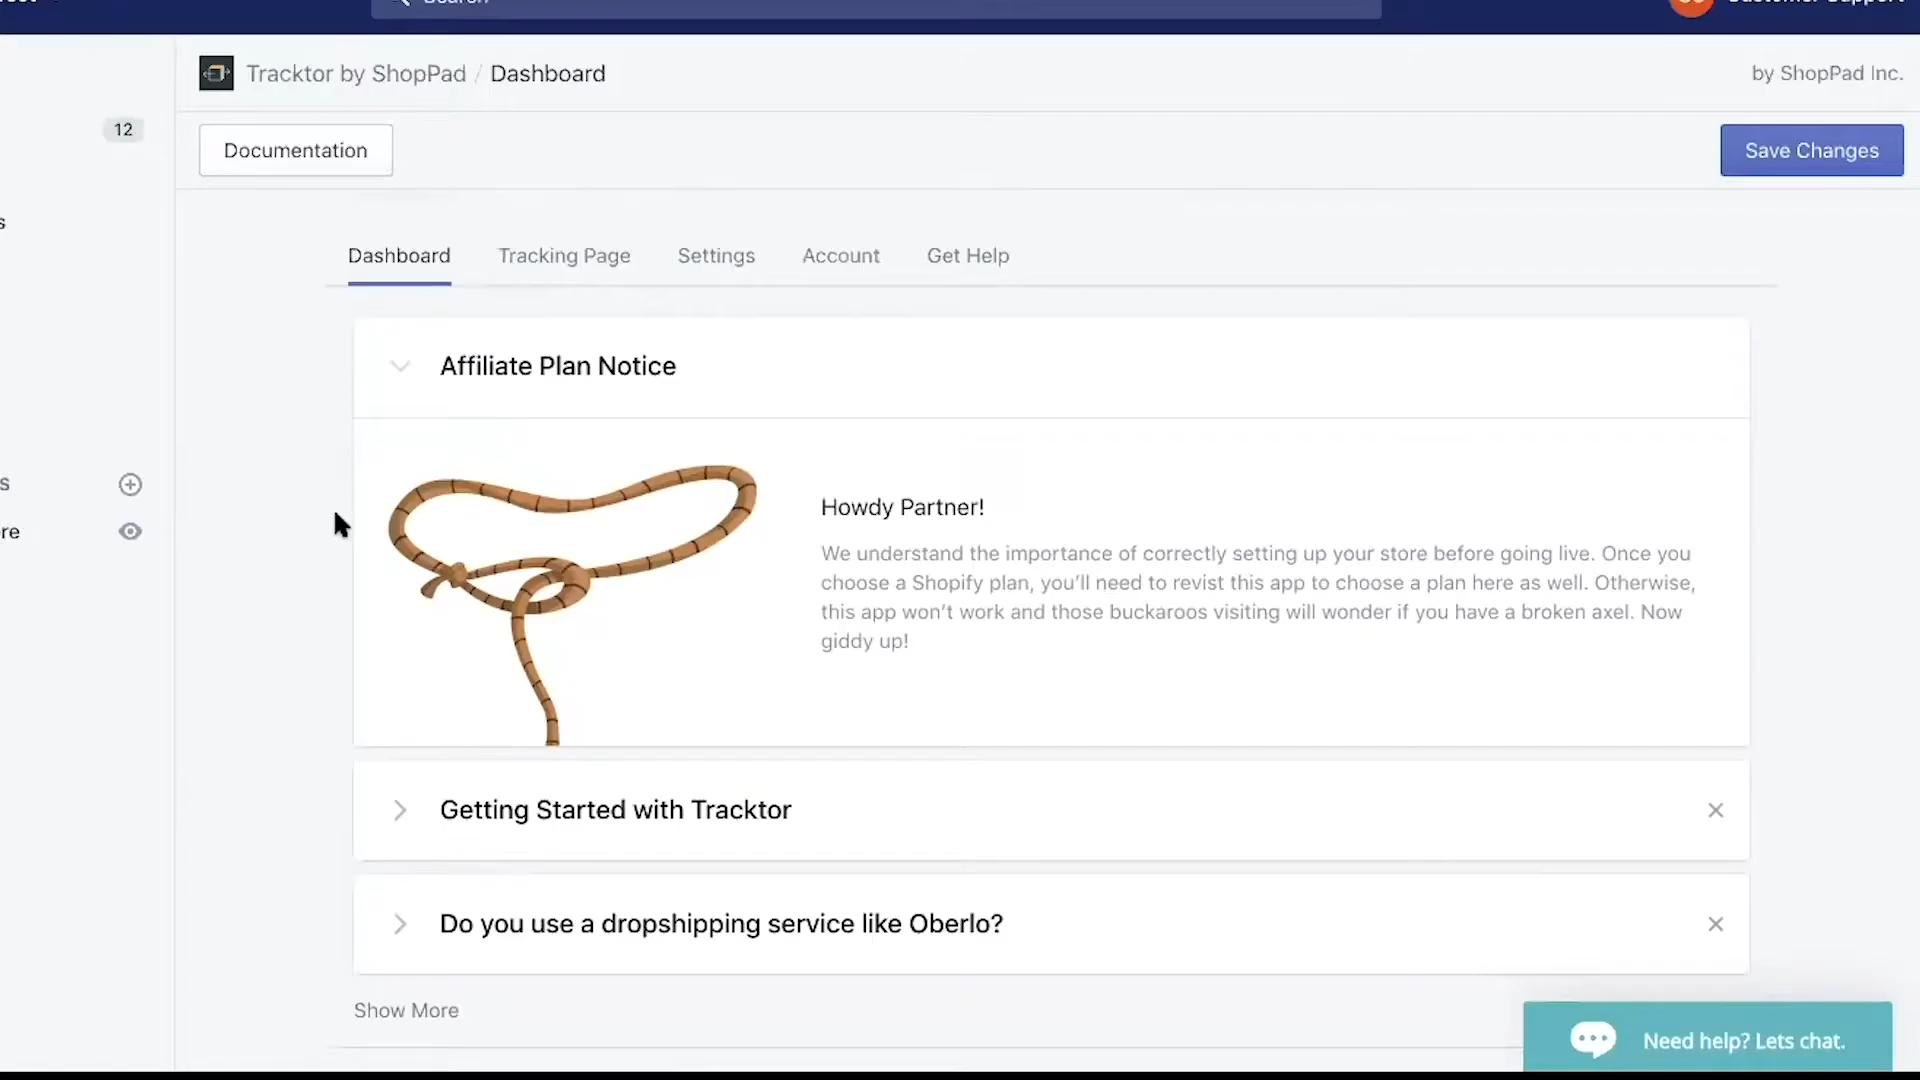 Tracktor by ShopPad / Dashboard
by ShopPad Inc.
12
Documentation
Save Changes
Dashboard
Tracking Page
Settings
Account
Get Help
Affiliate Plan Notice
Howdy Partner!
We understand the importance of correctly setting up your store before going live. Once you
choose a Shopify plan, you'll need to revist this app to choose a plan here as well. Otherwise,
this app won't work and those buckaroos visiting will wonder if you have a broken axel. Now
giddy up!
Getting Started with Tracktor
Do you use a dropshipping service like Oberlo?
Show More
Need help? Lets chat.